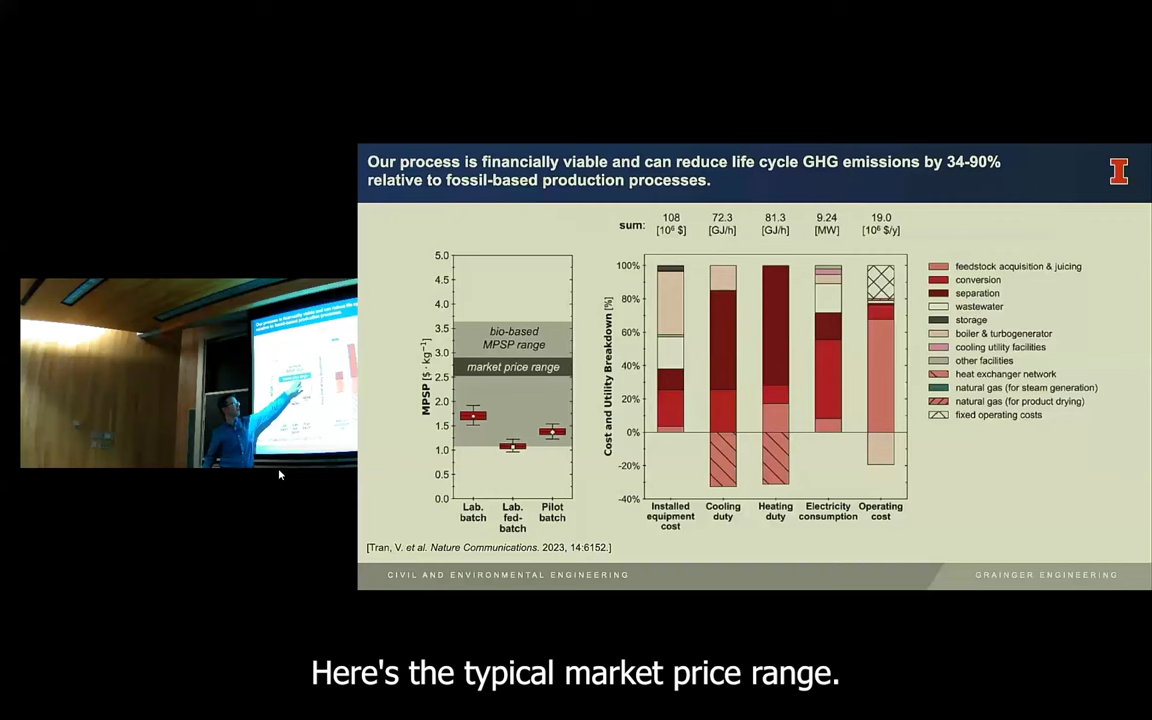 Our process is financially viable and can reduce life cycle GHG emissions by 34-90%
relative to fossil-based production processes.
sum:
108
[10⁶ $]
72.3
[GJ/h]
81.3
[GJ/h]
9.24
[MW]
19.0
[10⁶ $/y]
MPSP [$ · kg⁻¹]
5.0
4.5
4.0
3.5
3.0
2.5
2.0
1.5
1.0
0.5
0.0
bio-based
MPSP range
market price range
Lab.
batch
Lab.
fed-
batch
Pilot
batch
Cost and Utility Breakdown [%]
100%
80%
60%
40%
20%
0%
-20%
-40%
Installed
equipment
cost
Cooling
duty
Heating
duty
Electricity
consumption
Operating
cost
feedstock acquisition & juicing
conversion
separation
wastewater
storage
boiler & turbogenerator
cooling utility facilities
other facilities
heat exchanger network
natural gas (for steam generation)
natural gas (for product drying)
fixed operating costs
[Tran, V. et al. Nature Communications. 2023, 14:6152.]
CIVIL AND ENVIRONMENTAL ENGINEERING
GRAINGER ENGINEERING
Here's the typical market price range.